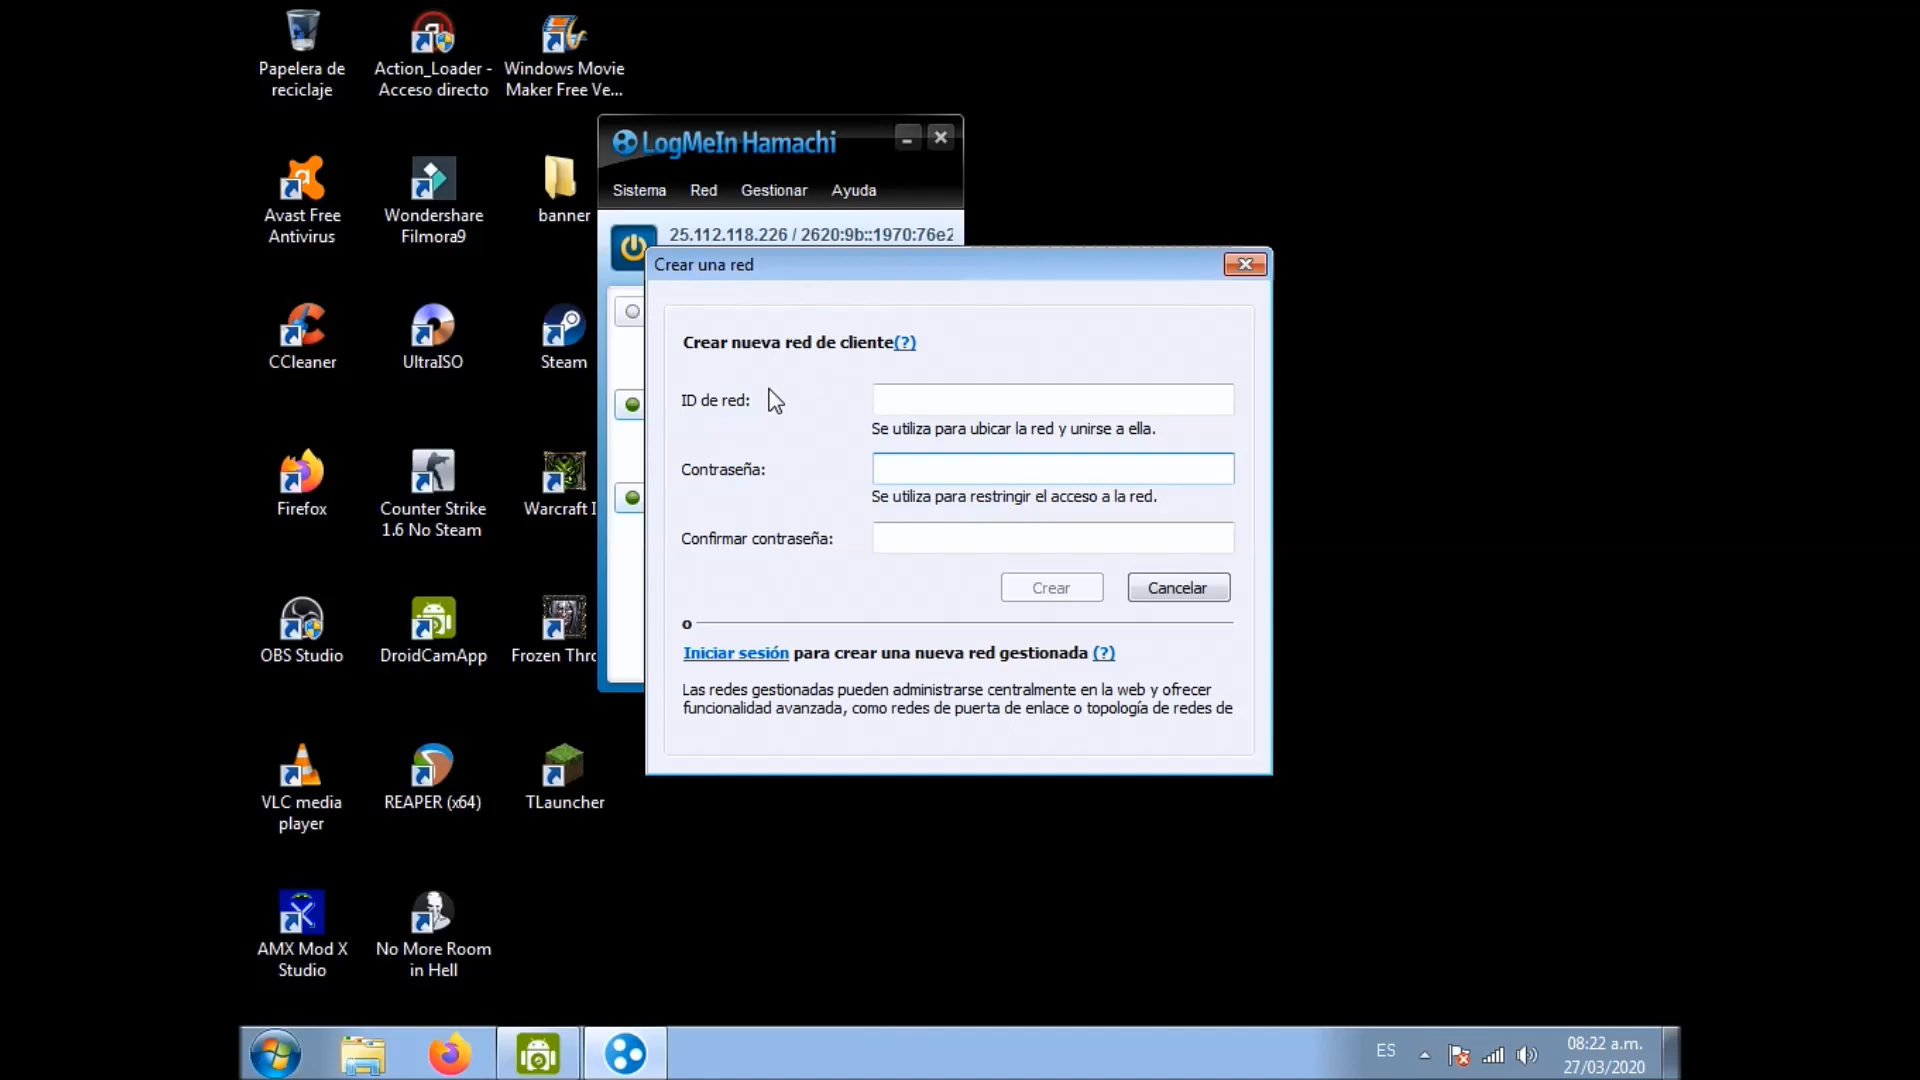 Papelera de
reciclaje
Action_Loader -
Acceso directo
Windows Movie
Maker Free Ve...
Avast Free
Antivirus
Wondershare
Filmora9
banner
CCleaner
UltraISO
Steam
Firefox
Counter Strike
1.6 No Steam
Warcraft I
OBS Studio
DroidCamApp
Frozen Thro
VLC media
player
REAPER (x64)
TLauncher
AMX Mod X
Studio
No More Room
in Hell
LogMeIn Hamachi
Sistema Red Gestionar Ayuda
25.112.118.226 / 2620:9b::1970:76e2
Crear una red
Crear nueva red de cliente(?)
ID de red:
Se utiliza para ubicar la red y unirse a ella.
Contraseña:
Se utiliza para restringir el acceso a la red.
Confirmar contraseña:
Crear Cancelar
o
Iniciar sesión para crear una nueva red gestionada (?)
Las redes gestionadas pueden administrarse centralmente en la web y ofrecer
funcionalidad avanzada, como redes de puerta de enlace o topología de redes de
ES
08:22 a.m.
27/03/2020